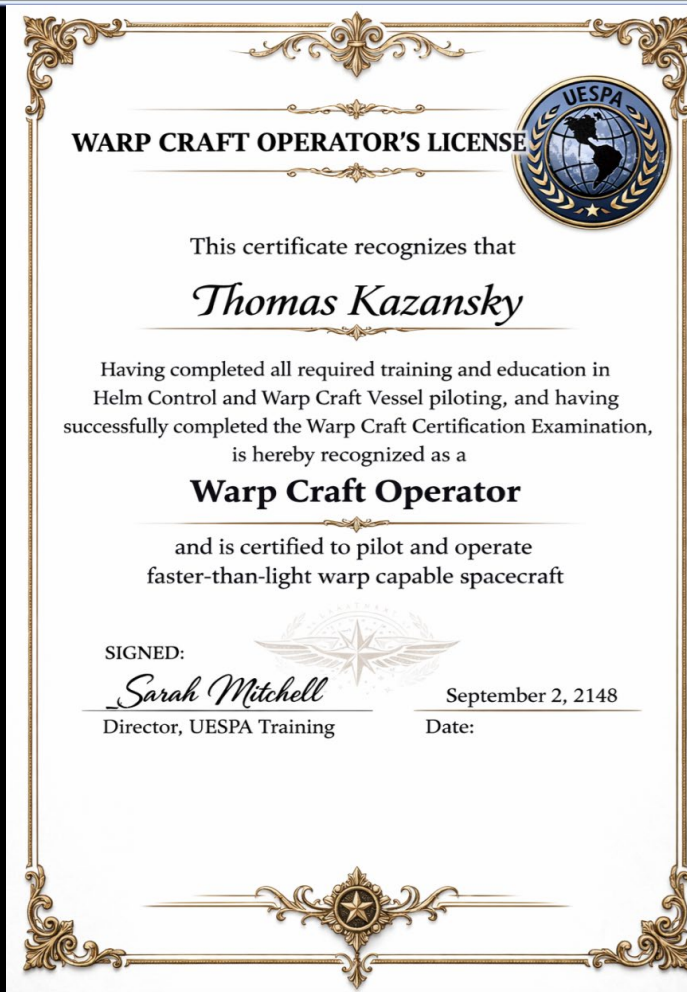 UESPA
WARP CRAFT OPERATOR'S LICENSE
This certificate recognizes that
Thomas Kazansky
Having completed all required training and education in
Helm Control and Warp Craft Vessel piloting, and having
successfully completed the Warp Craft Certification Examination,
is hereby recognized as a
Warp Craft Operator
and is certified to pilot and operate
faster-than-light warp capable spacecraft
SIGNED:
_Sarah Mitchell
Director, UESPA Training
September 2, 2148
Date: